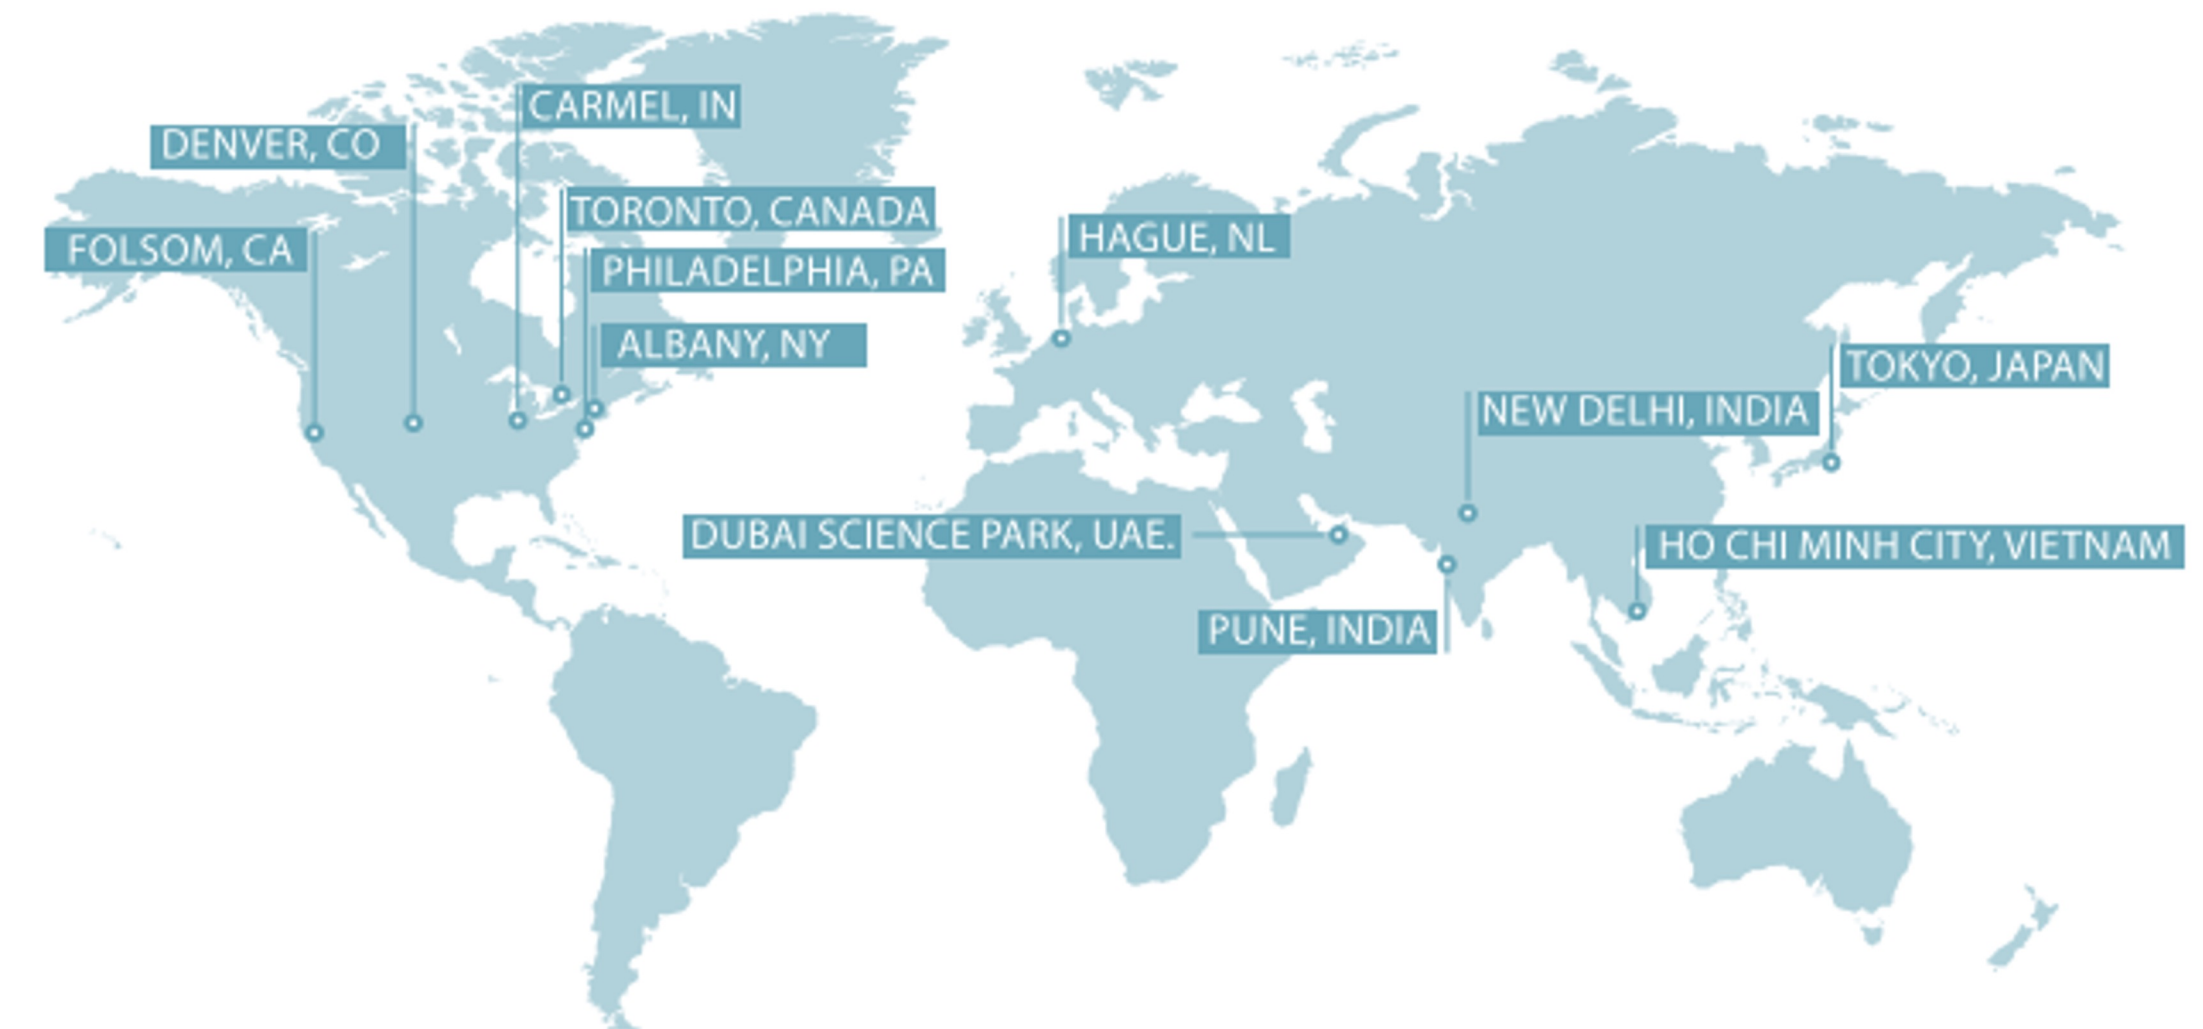 CARMEL, IN
DENVER, CO
TORONTO, CANADA
FOLSOM, CA
HAGUE, NL
PHILADELPHIA, PA
ALBANY, NY
TOKYO, JAPAN
NEW DELHI, INDIA
DUBAI SCIENCE PARK, UAE.
HO CHI MINH CITY, VIETNAM
PUNE, INDIA